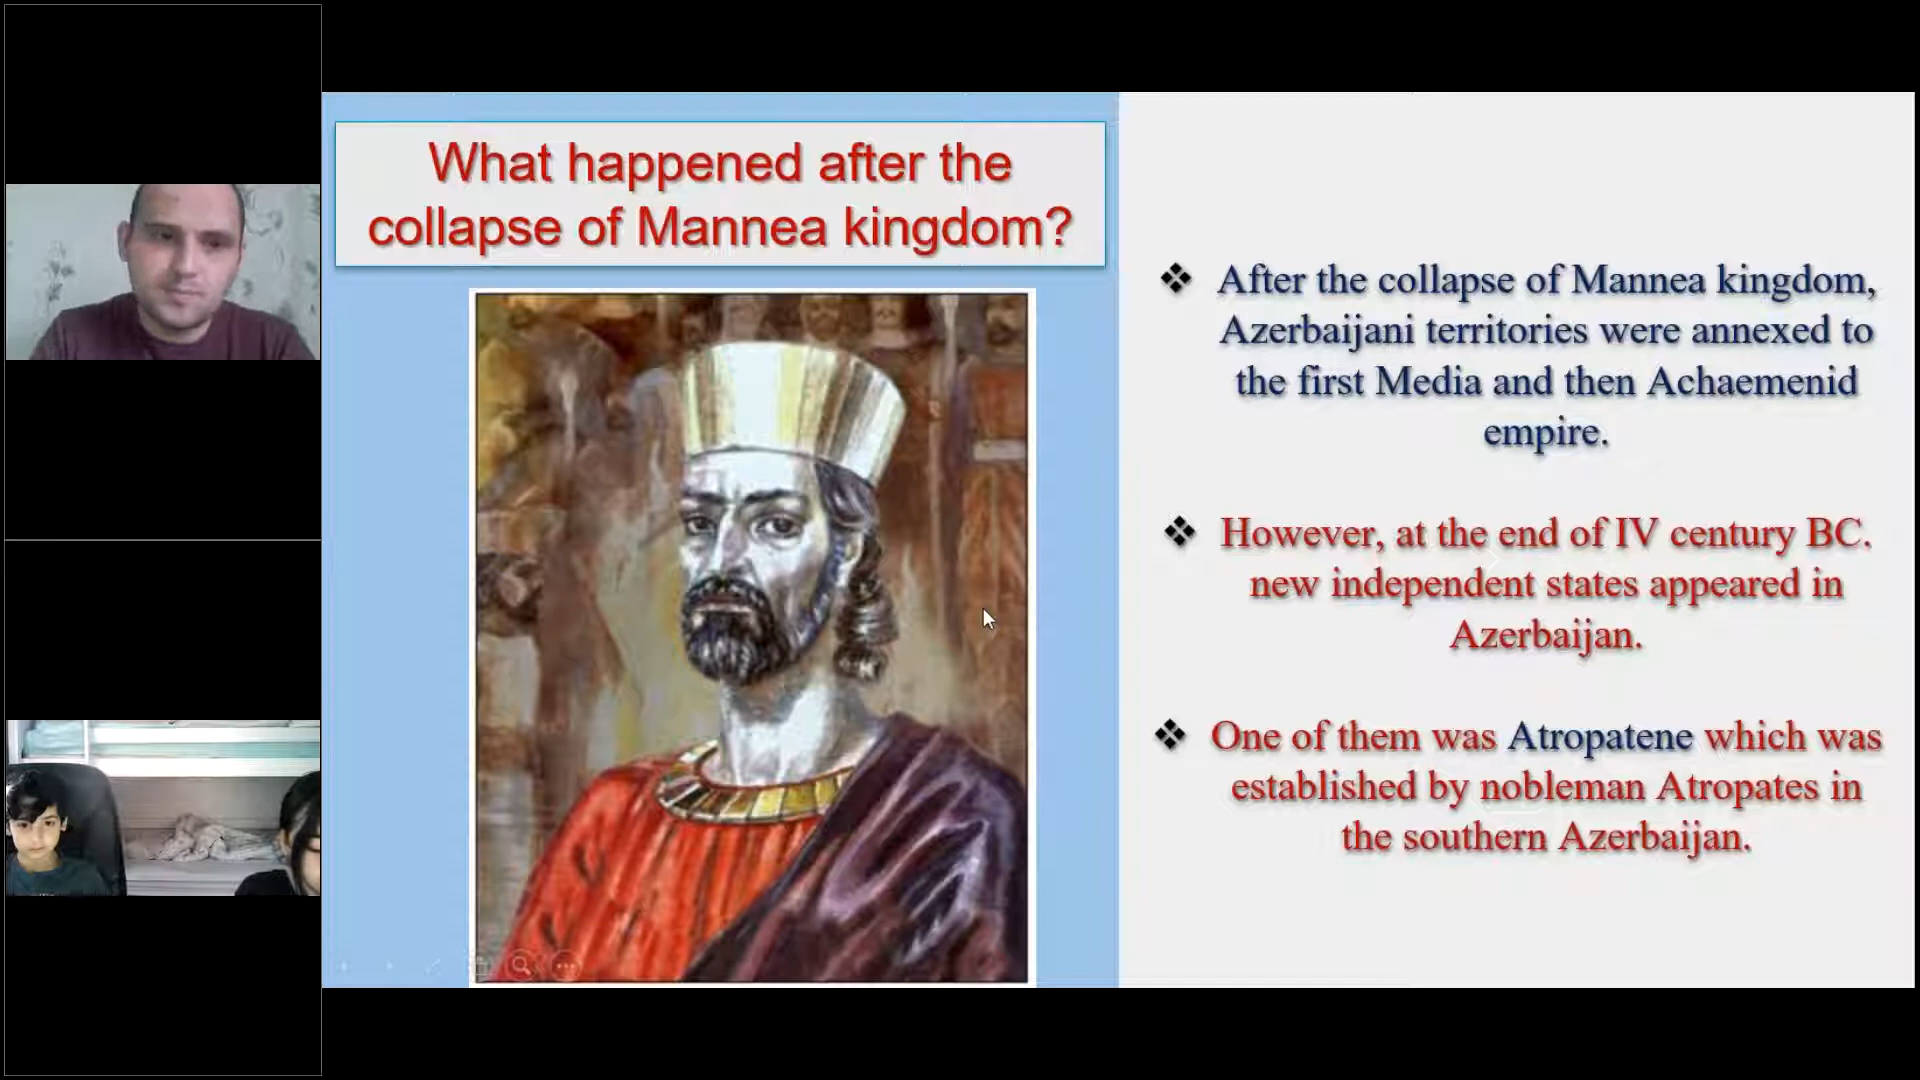 What happened after the
collapse of Mannea kingdom?
❖ After the collapse of Mannea kingdom,
Azerbaijani territories were annexed to
the first Media and then Achaemenid
empire.
❖ However, at the end of IV century BC.
new independent states appeared in
Azerbaijan.
❖ One of them was Atropatene which was
established by nobleman Atropates in
the southern Azerbaijan.